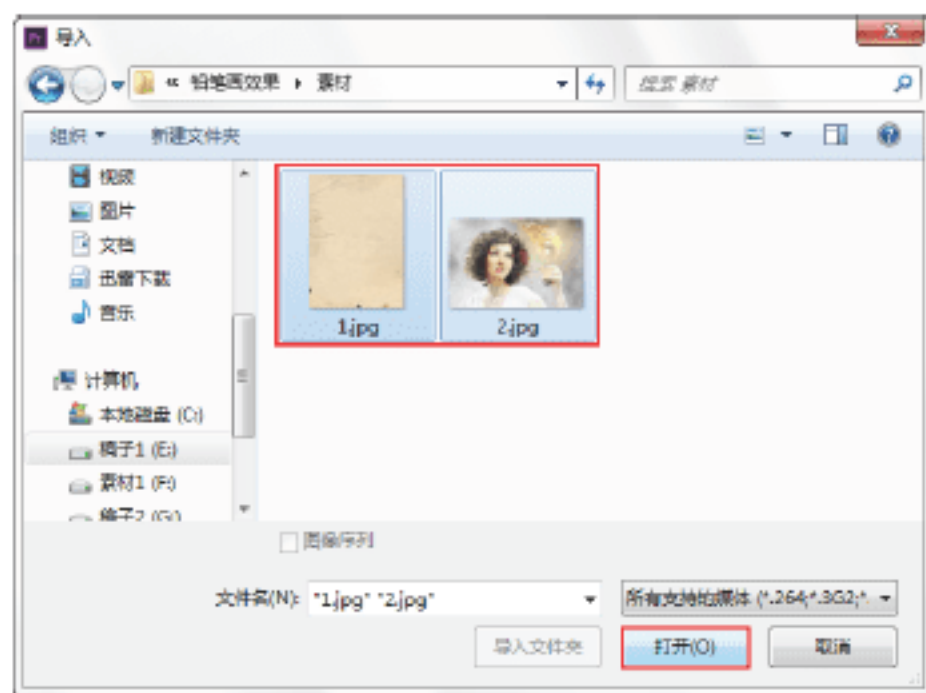 Pr 导入
« 铅笔画效果 ▸ 素材
搜索 素材
组织 新建文件夹
视频
图片
文档
迅雷下载
音乐
1.jpg 2.jpg
计算机
本地磁盘 (C:)
稿子1 (E:)
素材1 (F:)
稿子2 (G:)
图像序列
文件名(N): "1.jpg" "2.jpg" 所有支持的媒体 (*.264;*.3G2;*.
导入文件夹 打开(O) 取消